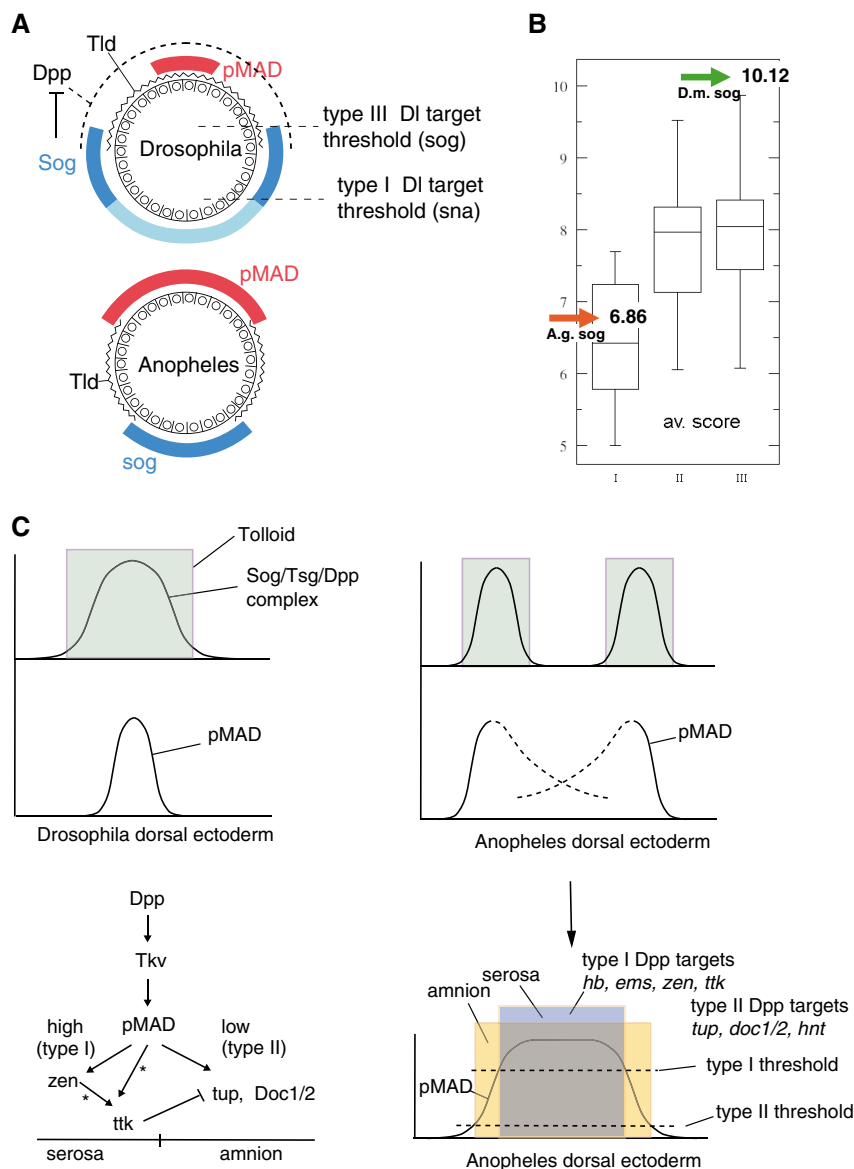 A
Tld
pMAD
Dpp
Sog
Drosophila
type III Dl target
threshold (sog)
type I Dl target
threshold (sna)
pMAD
Anopheles
Tld
sog
B
10
9
8
7
6
5
10.12
D.m. sog
6.86
A.g. sog
av. score
I
II
III
C
Tolloid
Sog/Tsg/Dpp
complex
pMAD
Drosophila dorsal ectoderm
pMAD
Anopheles dorsal ectoderm
Dpp
Tkv
high
(type I)
pMAD
low
(type II)
zen
*
*
tup, Doc1/2
ttk
serosa
amnion
type I Dpp targets
hb, ems, zen, ttk
serosa
amnion
type II Dpp targets
tup, doc1/2, hnt
type I threshold
pMAD
type II threshold
Anopheles dorsal ectoderm